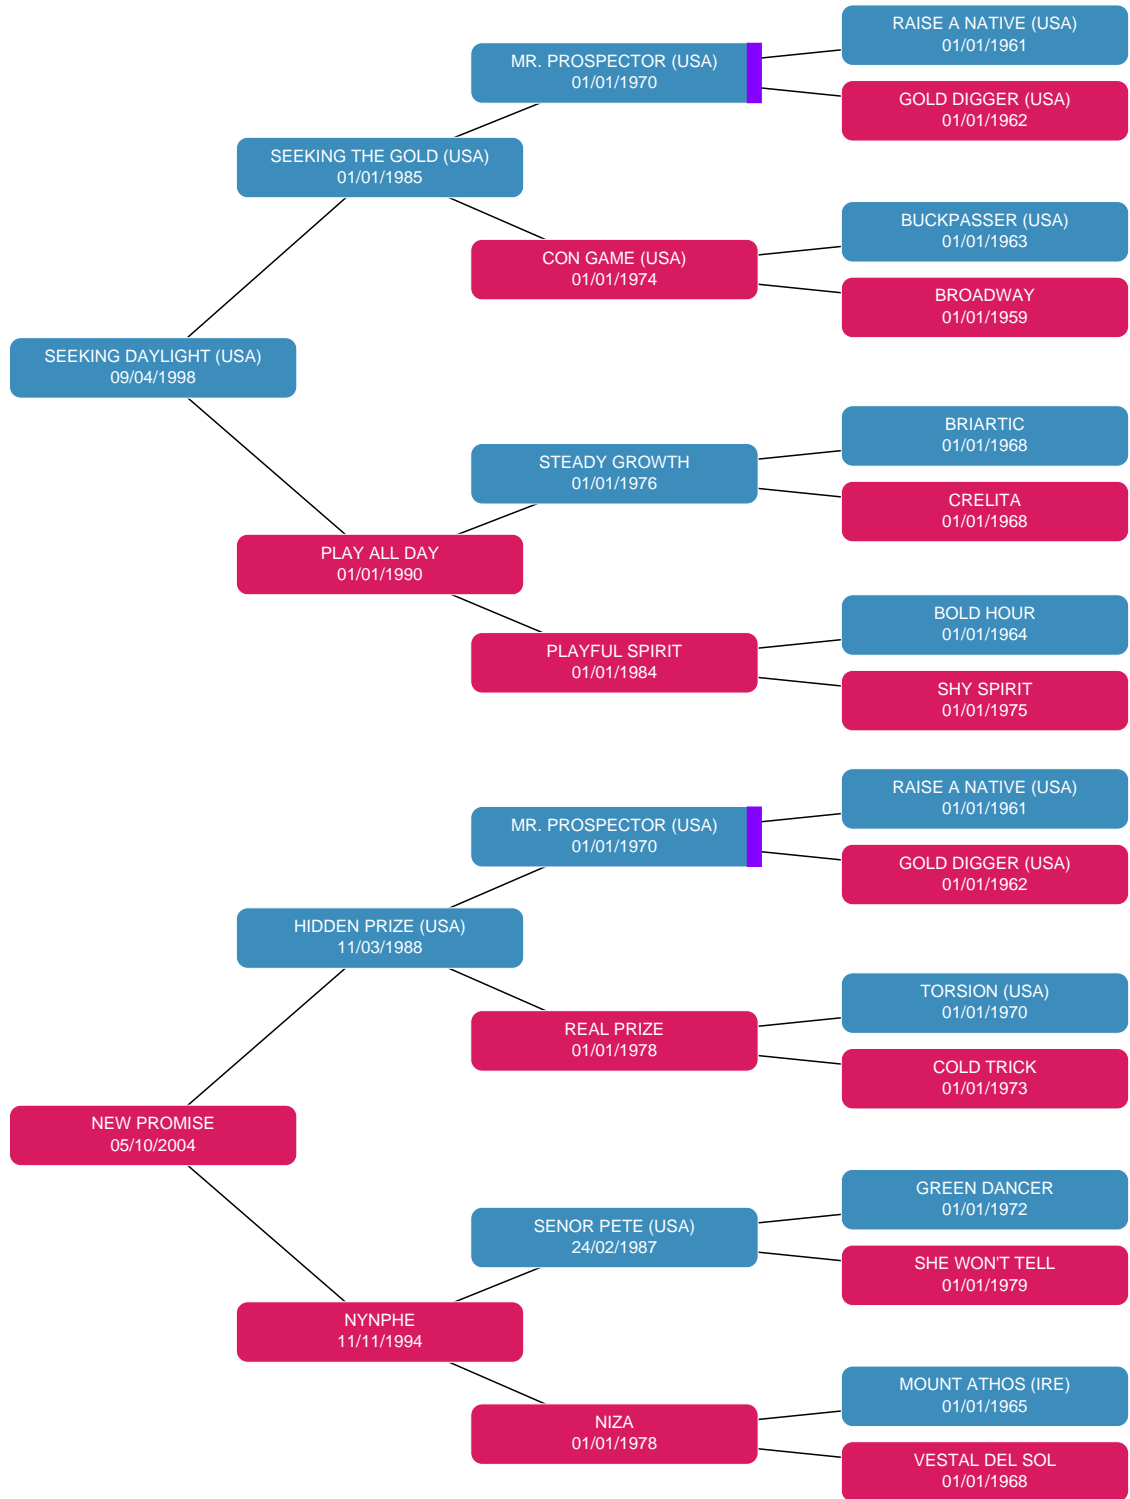 RAISE A NATIVE (USA)
01/01/1961
MR. PROSPECTOR (USA)
01/01/1970
GOLD DIGGER (USA)
01/01/1962
SEEKING THE GOLD (USA)
01/01/1985
BUCKPASSER (USA)
01/01/1963
CON GAME (USA)
01/01/1974
BROADWAY
01/01/1959
SEEKING DAYLIGHT (USA)
09/04/1998
BRIARTIC
01/01/1968
STEADY GROWTH
01/01/1976
CRELITA
01/01/1968
PLAY ALL DAY
01/01/1990
BOLD HOUR
01/01/1964
PLAYFUL SPIRIT
01/01/1984
SHY SPIRIT
01/01/1975
RAISE A NATIVE (USA)
01/01/1961
MR. PROSPECTOR (USA)
01/01/1970
GOLD DIGGER (USA)
01/01/1962
HIDDEN PRIZE (USA)
11/03/1988
TORSION (USA)
01/01/1970
REAL PRIZE
01/01/1978
COLD TRICK
01/01/1973
NEW PROMISE
05/10/2004
GREEN DANCER
01/01/1972
SENOR PETE (USA)
24/02/1987
SHE WON'T TELL
01/01/1979
NYNPHE
11/11/1994
MOUNT ATHOS (IRE)
01/01/1965
NIZA
01/01/1978
VESTAL DEL SOL
01/01/1968